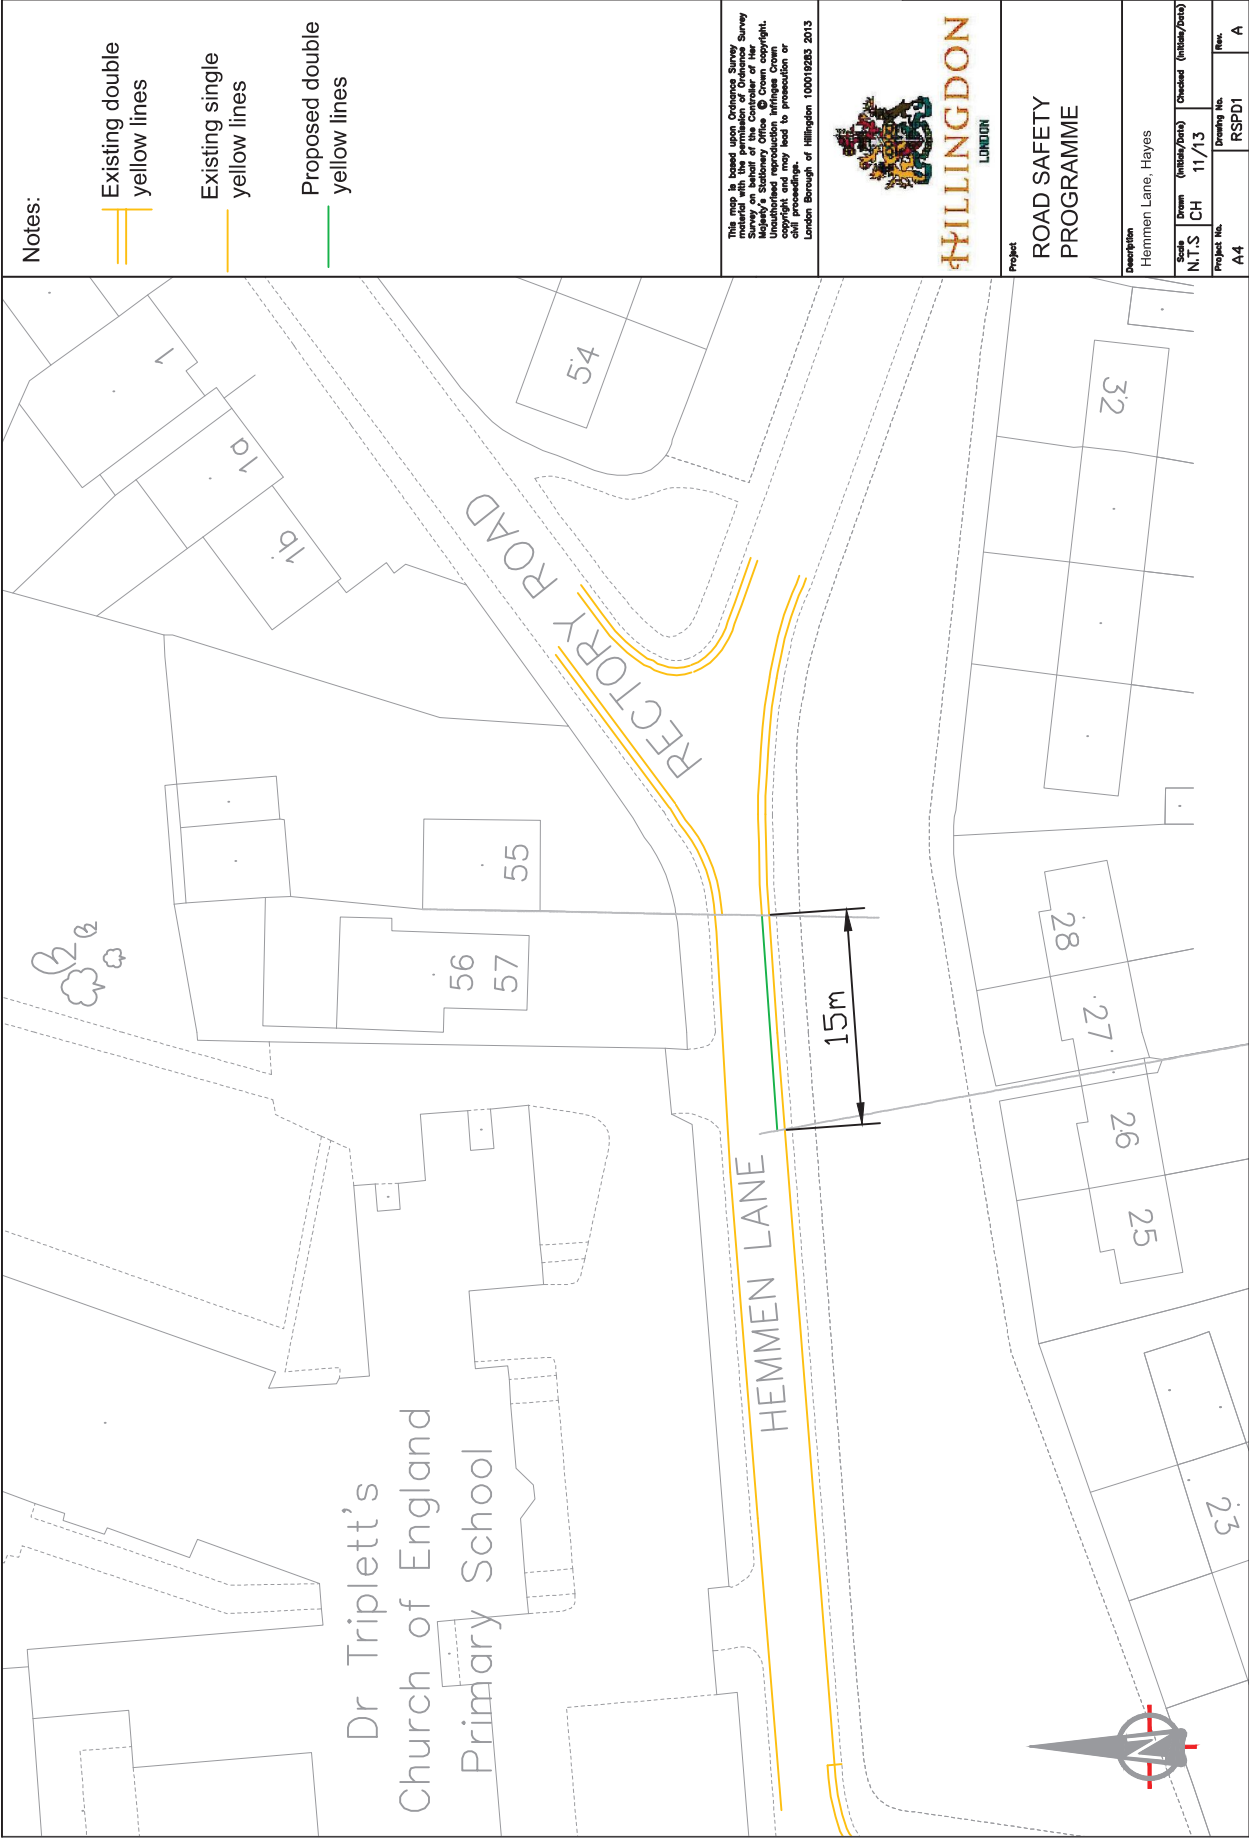 Notes:
Existing double
yellow lines
Existing single
yellow lines
Proposed double
yellow lines
This map is based upon Ordnance Survey
material with the permission of Ordnance Survey
Survey on behalf of the Controller of Her
Majesty's Stationery Office © Crown copyright.
Unauthorised reproduction infringes Crown
copyright and may lead to prosecution or
civil proceedings.
London Borough of Hillingdon 100019283 2013
HILLINGDON
LONDON
Project
ROAD SAFETY
PROGRAMME
Description
Hemmen Lane, Hayes
Scale
N.T.S
Drawn (Initials/Date)
CH 11/13
Checked (Initials/Date)
Project No.
A4
Drawing No.
RSPD1
Rev.
A
1
1a
1b
54
RECTORY ROAD
55
56
57
32
28
27
26
25
23
15m
HEMMEN LANE
Dr Triplett's
Church of England
Primary School
N